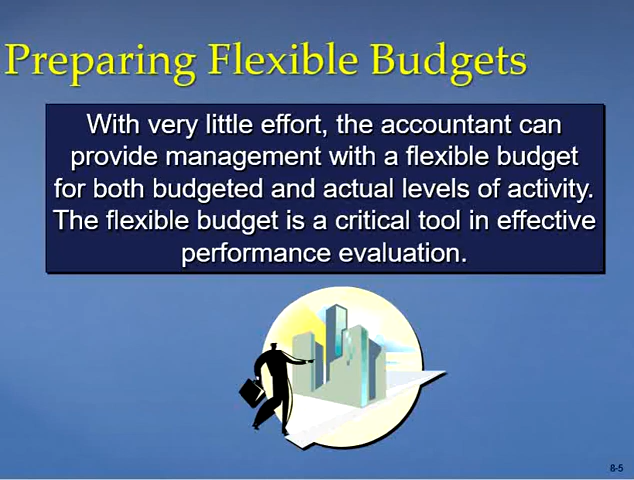 Preparing Flexible Budgets
With very little effort, the accountant can
provide management with a flexible budget
for both budgeted and actual levels of activity.
The flexible budget is a critical tool in effective
performance evaluation.
8-5